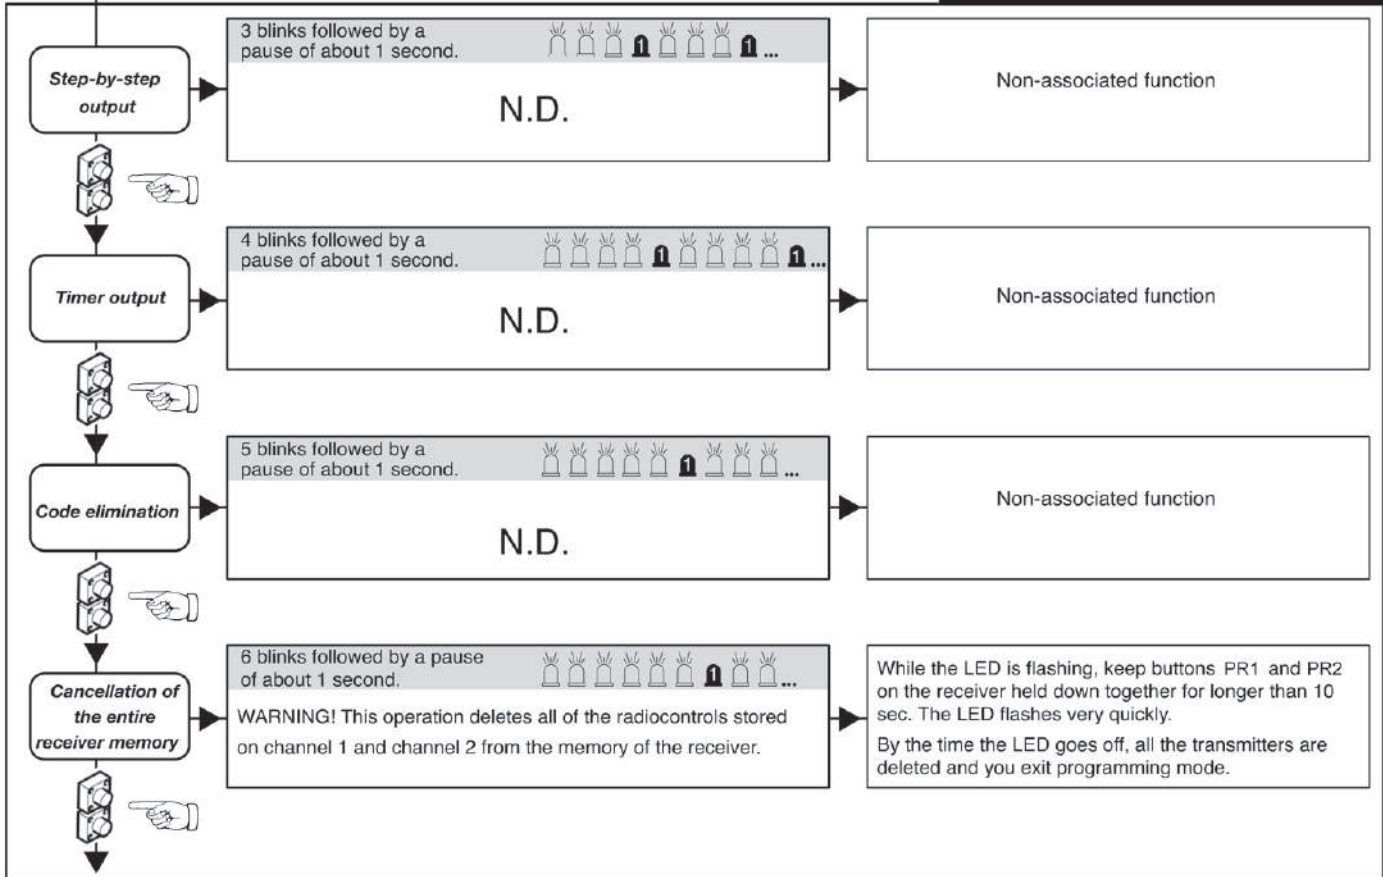 Step-by-step
output
3 blinks followed by a
pause of about 1 second.
1
1
...
N.D.
Non-associated function
Timer output
4 blinks followed by a
pause of about 1 second.
1
1
...
N.D.
Non-associated function
Code elimination
5 blinks followed by a
pause of about 1 second.
1
...
N.D.
Non-associated function
Cancellation of
the entire
receiver memory
6 blinks followed by a pause
of about 1 second.
1
...
WARNING! This operation deletes all of the radiocontrols stored
on channel 1 and channel 2 from the memory of the receiver.
While the LED is flashing, keep buttons PR1 and PR2
on the receiver held down together for longer than 10
sec. The LED flashes very quickly.
By the time the LED goes off, all the transmitters are
deleted and you exit programming mode.